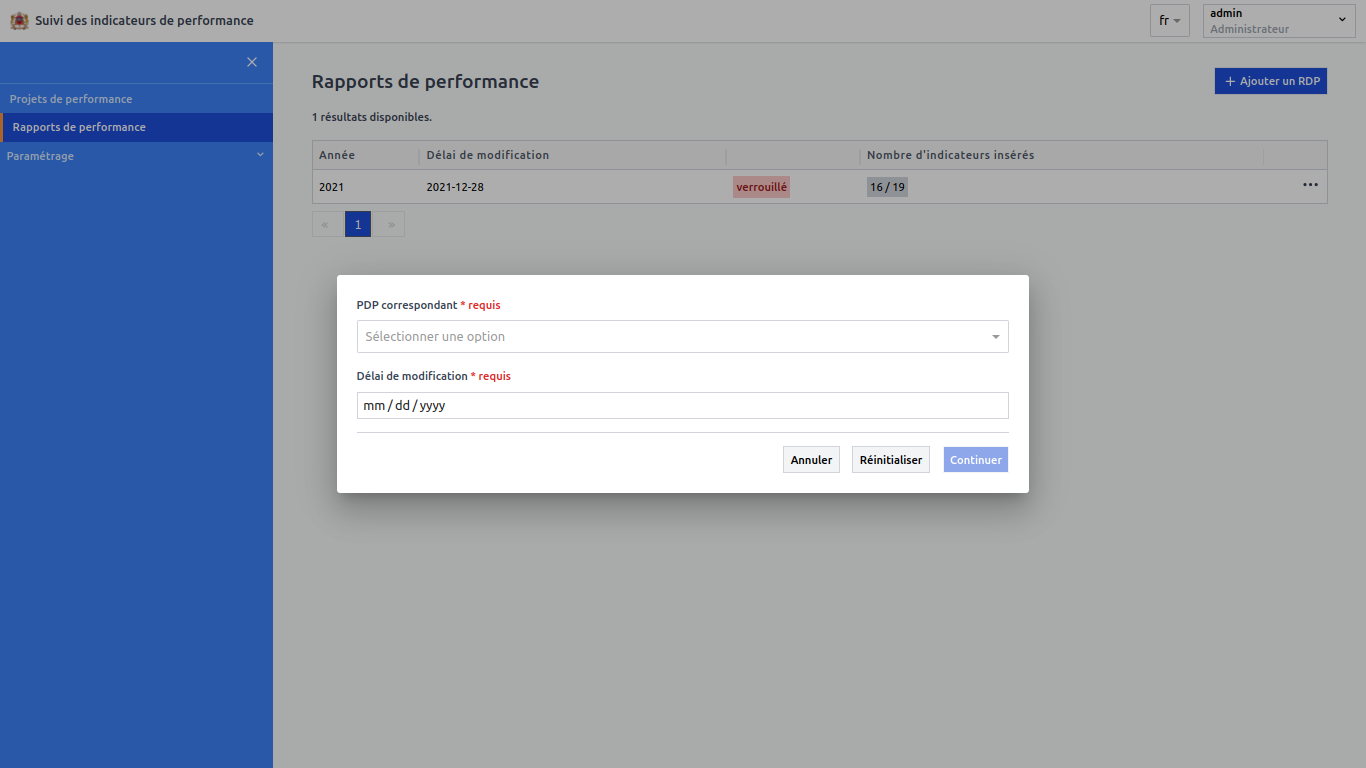 Suivi des indicateurs de performance
fr
admin
Administrateur
Projets de performance
Rapports de performance
Paramétrage
Rapports de performance
+ Ajouter un RDP
1 résultats disponibles.
Année Délai de modification Nombre d'indicateurs insérés
2021 2021-12-28 verrouillé 16 / 19 •••
« 1 »
PDP correspondant * requis
Sélectionner une option
Délai de modification * requis
mm / dd / yyyy
Annuler Réinitialiser Continuer